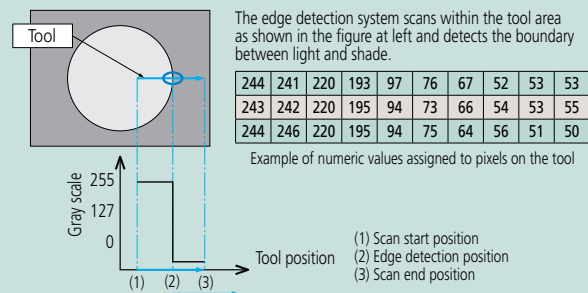 Tool
The edge detection system scans within the tool area
as shown in the figure at left and detects the boundary
between light and shade.
244 241 220 193 97 76 67 52 53 53
243 242 220 195 94 73 66 54 53 55
244 246 220 195 94 75 64 56 51 50
Example of numeric values assigned to pixels on the tool
Gray scale
255
127
0
(1) (2) (3)
Tool position
(1) Scan start position
(2) Edge detection position
(3) Scan end position